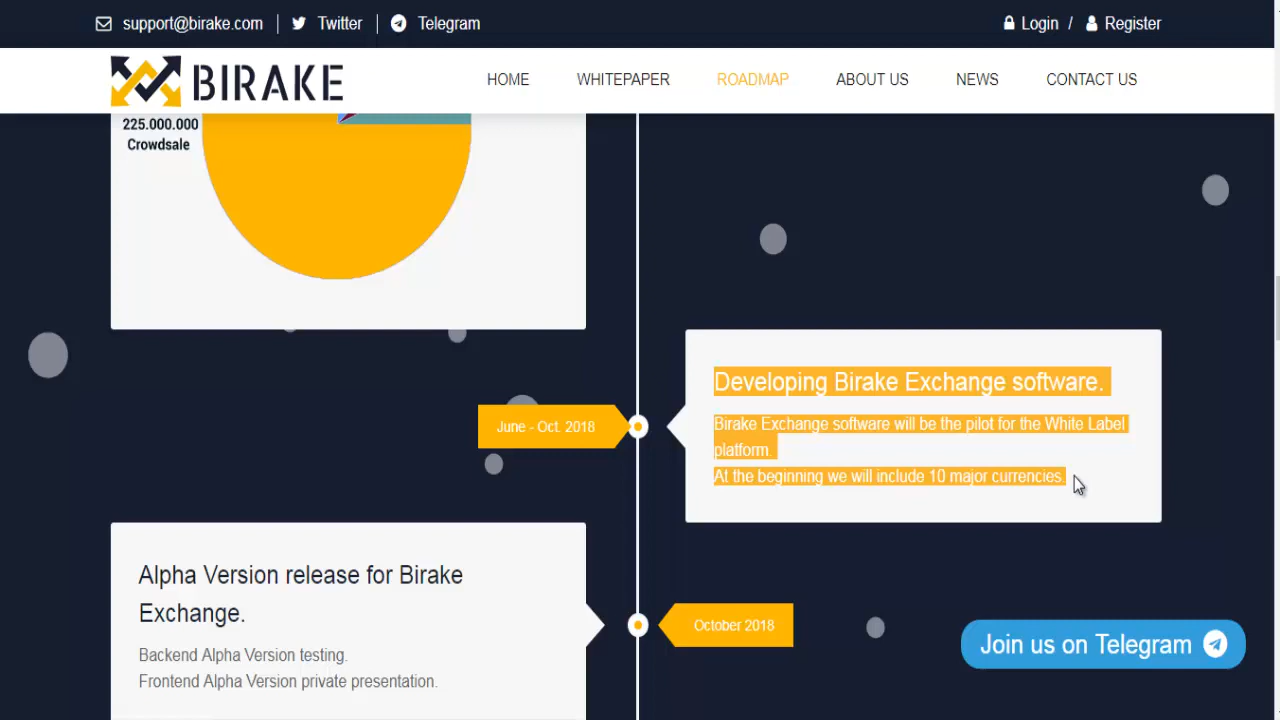 support@birake.com
Twitter
Telegram
Login / Register
BIRAKE
HOME
WHITEPAPER
ROADMAP
ABOUT US
NEWS
CONTACT US
225.000.000
Crowdsale
June - Oct. 2018
Developing Birake Exchange software.
Birake Exchange software will be the pilot for the White Label
platform.
At the beginning we will include 10 major currencies.
Alpha Version release for Birake
Exchange.
Backend Alpha Version testing.
Frontend Alpha Version private presentation.
October 2018
Join us on Telegram